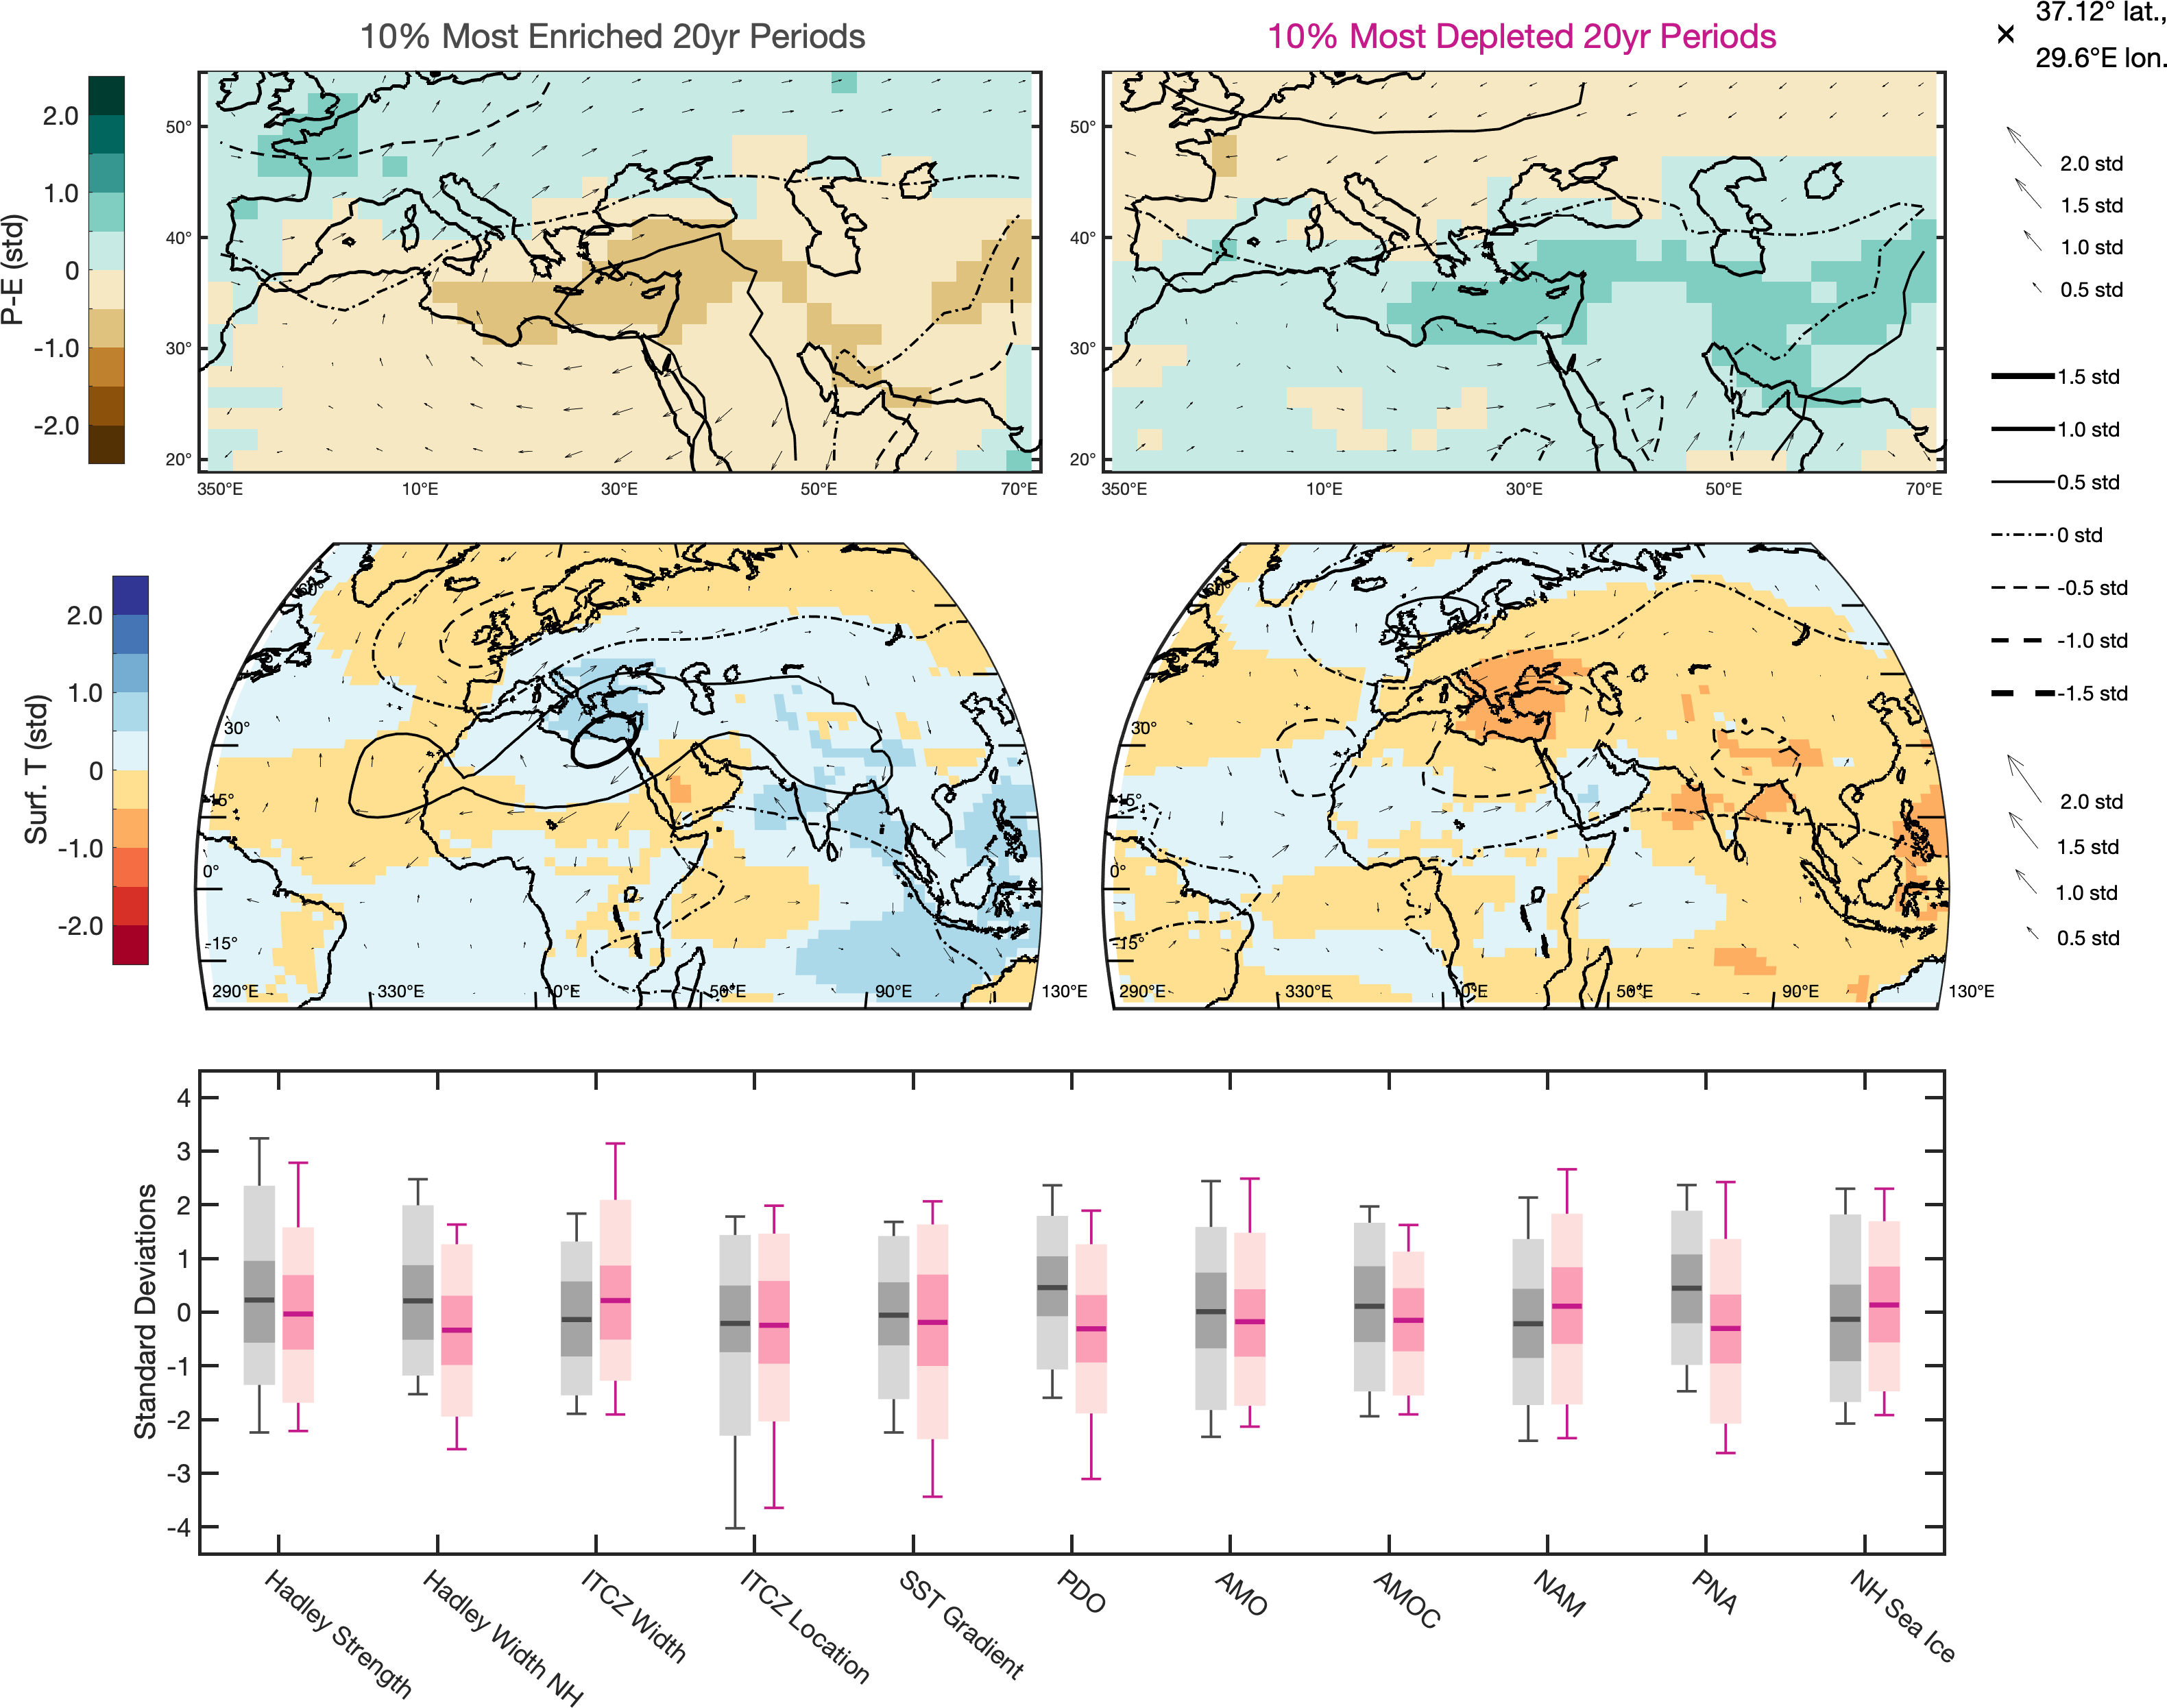 10% Most Enriched 20yr Periods
10% Most Depleted 20yr Periods
37.12° lat.,
29.6°E lon.
P-E (std)
2.0
1.0
0
-1.0
-2.0
50°
40°
30°
20°
350°E 10°E 30°E 50°E 70°E
50°
40°
30°
20°
350°E 10°E 30°E 50°E 70°E
2.0 std
1.5 std
1.0 std
0.5 std
1.5 std
1.0 std
0.5 std
0 std
-0.5 std
-1.0 std
-1.5 std
2.0 std
1.5 std
1.0 std
0.5 std
Surf. T (std)
2.0
1.0
0
-1.0
-2.0
60°
30°
15°
0°
-15°
290°E 330°E 10°E 50°E 90°E 130°E
60°
30°
15°
0°
-15°
290°E 330°E 10°E 50°E 90°E 130°E
Standard Deviations
4
3
2
1
0
-1
-2
-3
-4
Hadley Strength
Hadley Width NH
ITCZ Width
ITCZ Location
SST Gradient
PDO
AMO
AMOC
NAM
PNA
NH Sea Ice